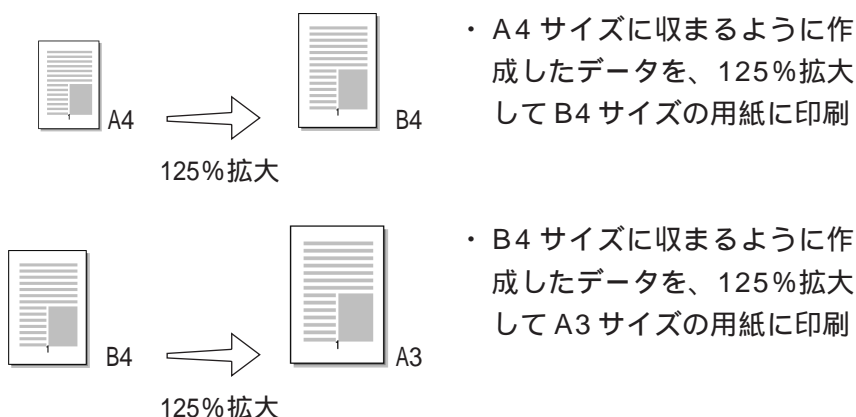 A4
B4
125%拡大
・ A4 サイズに収まるように作
成したデータを、125%拡大
して B4 サイズの用紙に印刷
B4
A3
125%拡大
・ B4 サイズに収まるように作
成したデータを、125%拡大
して A3 サイズの用紙に印刷